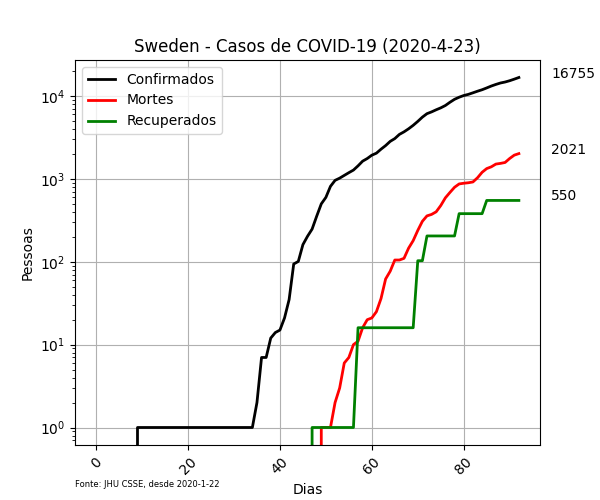 Sweden - Casos de COVID-19 (2020-4-23)
Confirmados
Mortes
Recuperados
16755
2021
550
Pessoas
10⁴
10³
10²
10¹
10⁰
0
20
40
60
80
Dias
Fonte: JHU CSSE, desde 2020-1-22